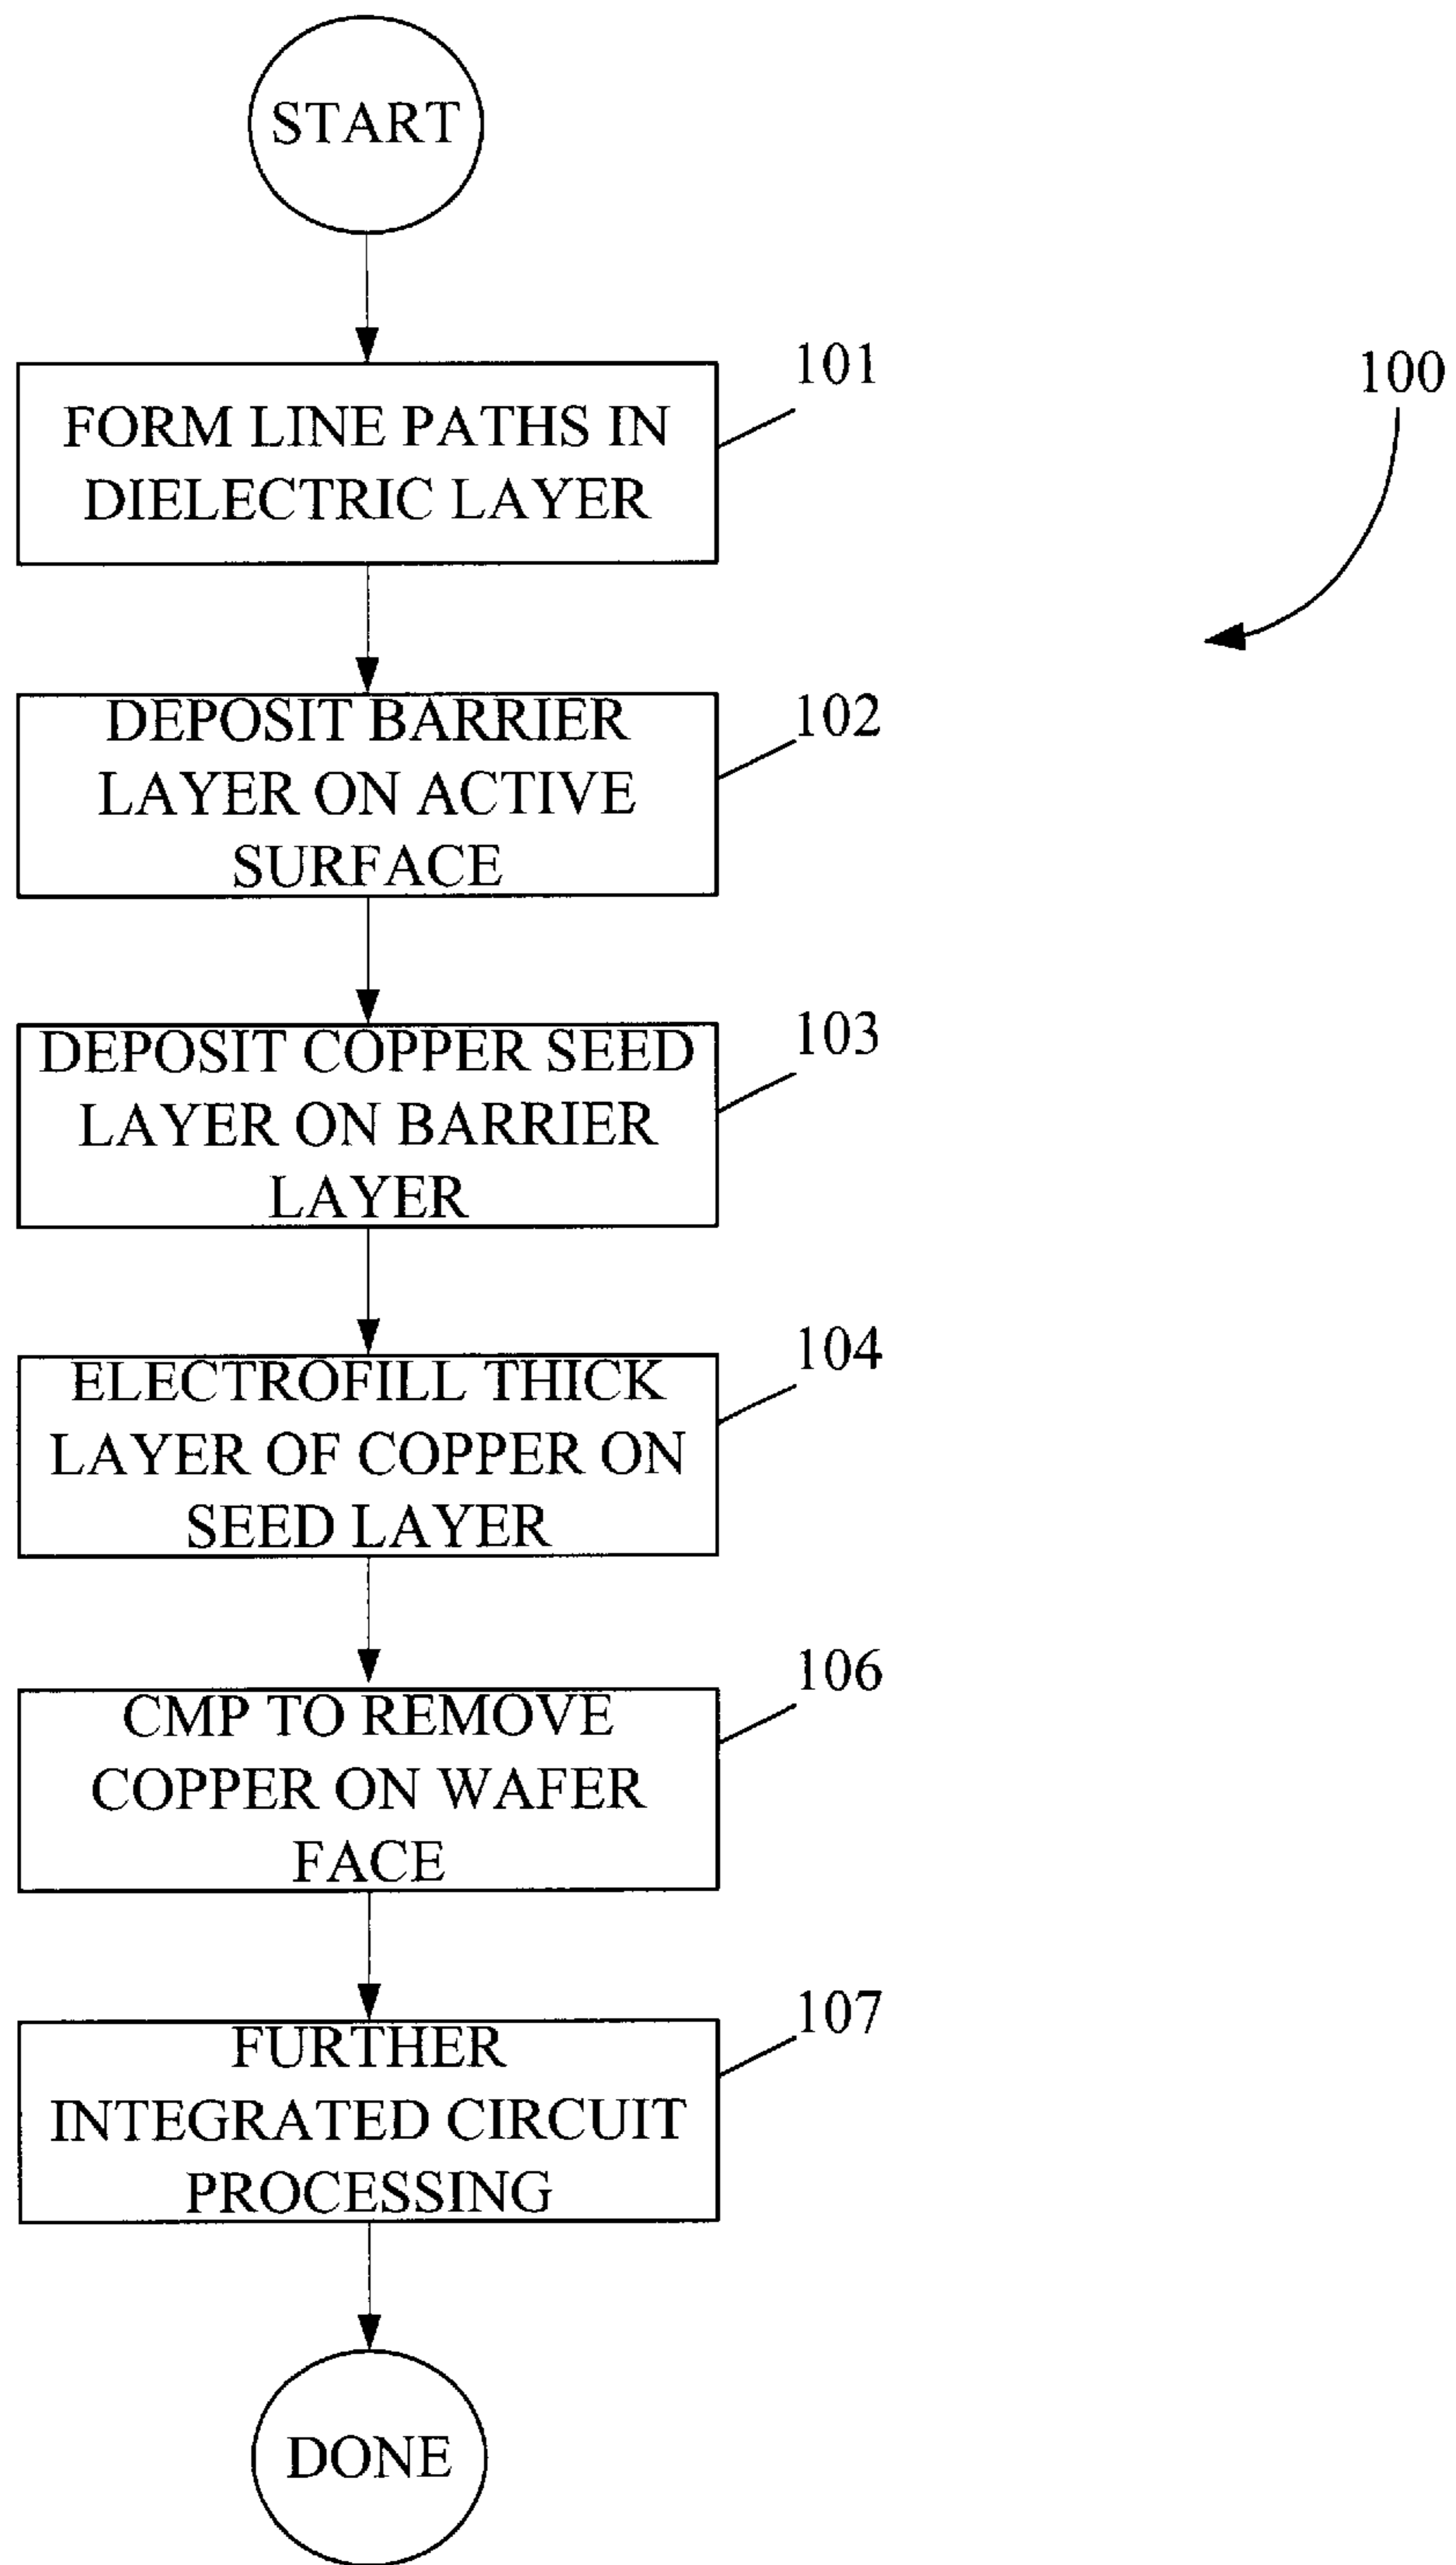 START
101
100
FORM LINE PATHS IN
DIELECTRIC LAYER
102
DEPOSIT BARRIER
LAYER ON ACTIVE
SURFACE
103
DEPOSIT COPPER SEED
LAYER ON BARRIER
LAYER
104
ELECTROFILL THICK
LAYER OF COPPER ON
SEED LAYER
106
CMP TO REMOVE
COPPER ON WAFER
FACE
107
FURTHER
INTEGRATED CIRCUIT
PROCESSING
DONE